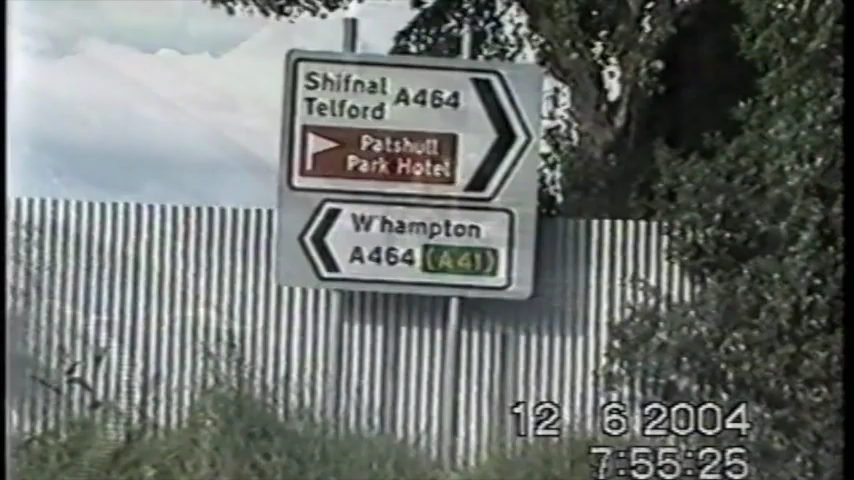 Shifnal
Telford A464
Patshull
Park Hotel
W'hampton
A464 (A41)
12 6 2004
7:55:25